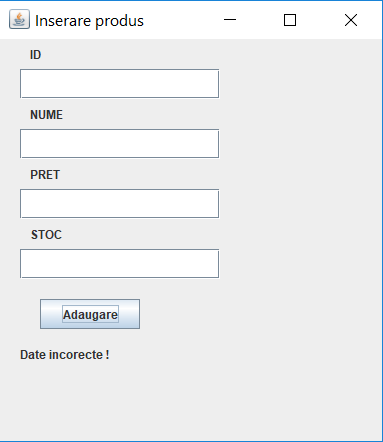 Inserare produs
ID
NUME
PRET
STOC
Adaugare
Date incorecte !